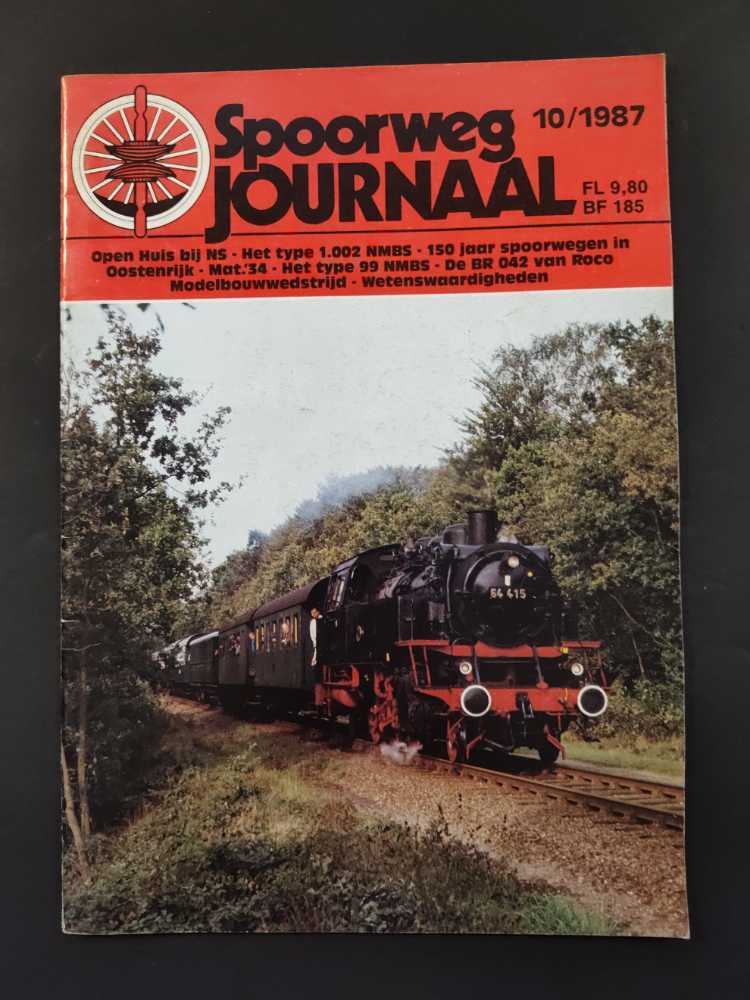 Spoorweg
JOURNAAL
10/1987
FL 9,80
BF 185
Open Huis bij NS - Het type 1.002 NMBS - 150 jaar spoorwegen in
Oostenrijk - Mat.'34 - Het type 99 NMBS - De BR 042 van Roco
Modelbouwwedstrijd - Wetenswaardigheden
64 415